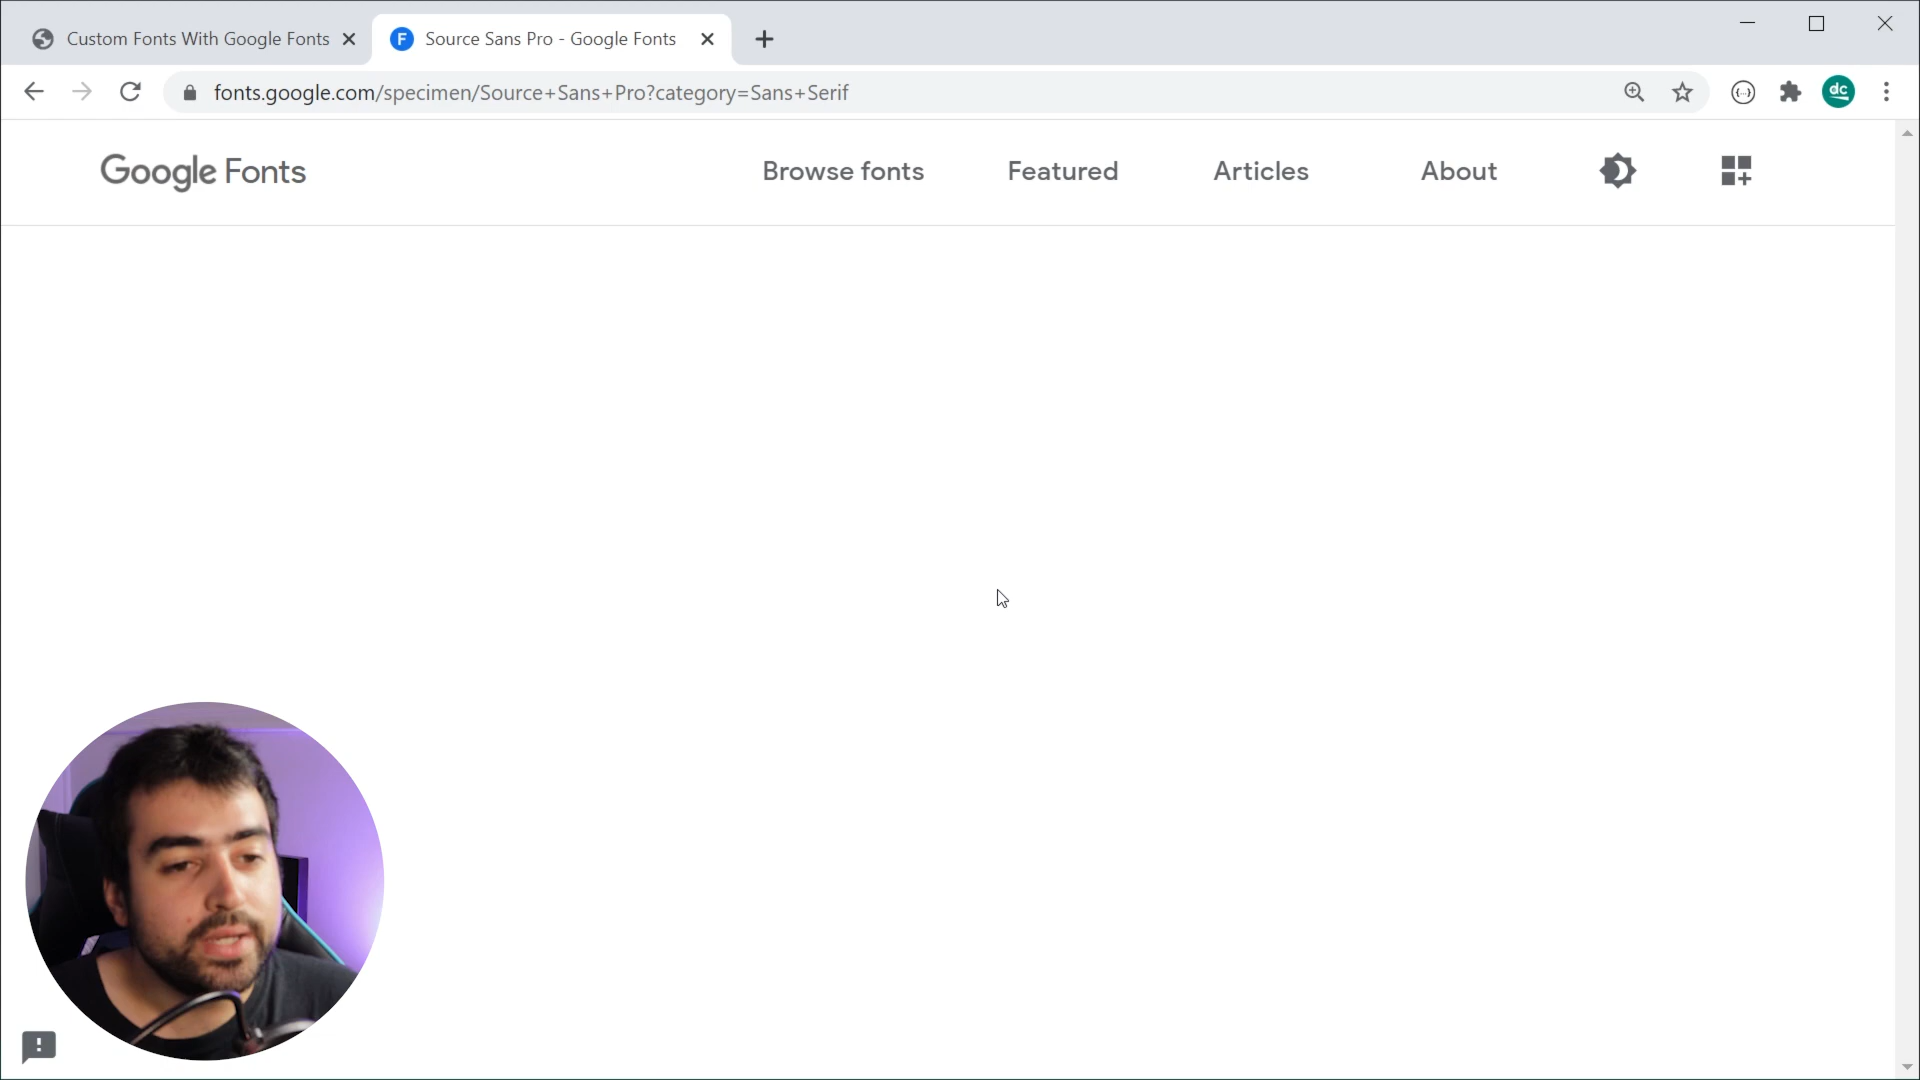 Custom Fonts With Google Fonts
F Source Sans Pro - Google Fonts
fonts.google.com/specimen/Source+Sans+Pro?category=Sans+Serif
dc
Google Fonts
Browse fonts
Featured
Articles
About